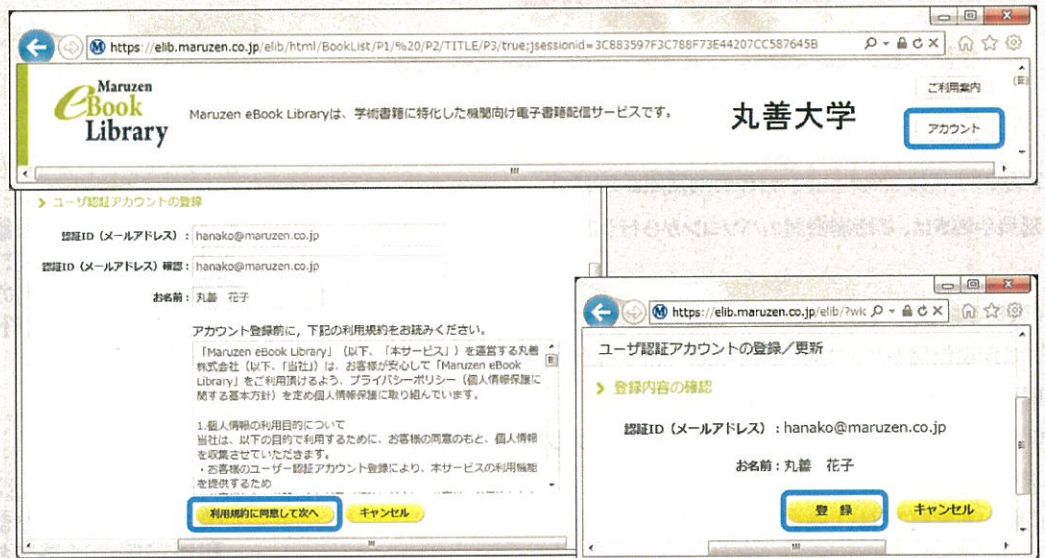 https://elib.maruzen.co.jp/elib/html/BookList/P1/%20/P2/TITLE/P3/true;jsessionid=3C883597F3C788F73E44207CC587645B
Maruzen
eBook
Library
Maruzen eBook Libraryは、学術書籍に特化した機関向け電子書籍配信サービスです。
丸善大学
ご利用案内
アカウント
ユーザ認証アカウントの登録
認証ID（メールアドレス）：hanako@maruzen.co.jp
認証ID（メールアドレス）確認：hanako@maruzen.co.jp
お名前：丸善　花子
アカウント登録前に，下記の利用規約をお読みください。
「Maruzen eBook Library」（以下、「本サービス」）を運営する丸善
株式会社（以下、「当社」）は、お客様が安心して「Maruzen eBook
Library」をご利用頂けるよう、プライバシーポリシー（個人情報保護に
関する基本方針）を定め個人情報保護に取り組んでいます。
1.個人情報の利用目的について
当社は、以下の目的で利用するために、お客様の同意のもと、個人情報
を収集させていただきます。
・お客様のユーザー認証アカウント登録により、本サービスの利用機能
を提供するため
利用規約に同意して次へ
キャンセル
https://elib.maruzen.co.jp/elib/?wic
ユーザ認証アカウントの登録／更新
登録内容の確認
認証ID（メールアドレス）：hanako@maruzen.co.jp
お名前：丸善　花子
登 録
キャンセル